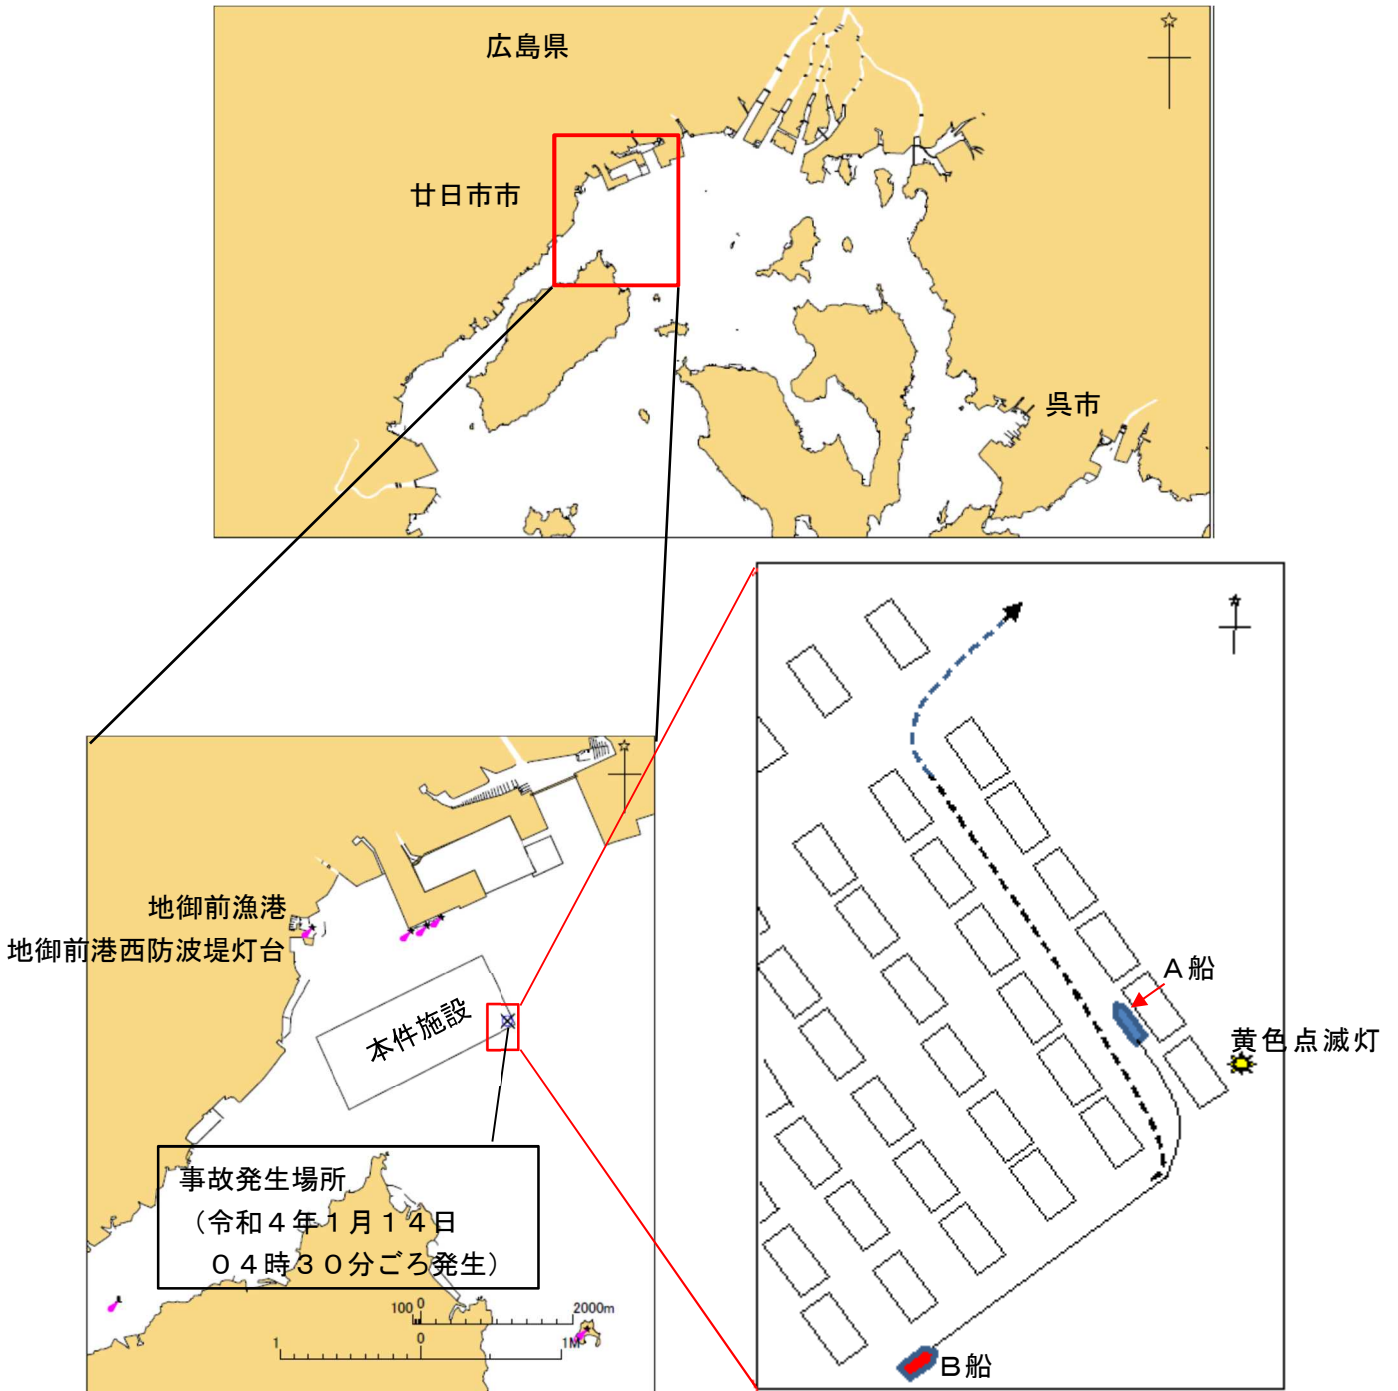 広島県
廿日市市
呉市
地御前漁港
地御前港西防波堤灯台
本件施設
A船
黄色点滅灯
B船
事故発生場所
(令和4年1月14日
04時30分ごろ発生)
100 0 2000m
1 0 1M